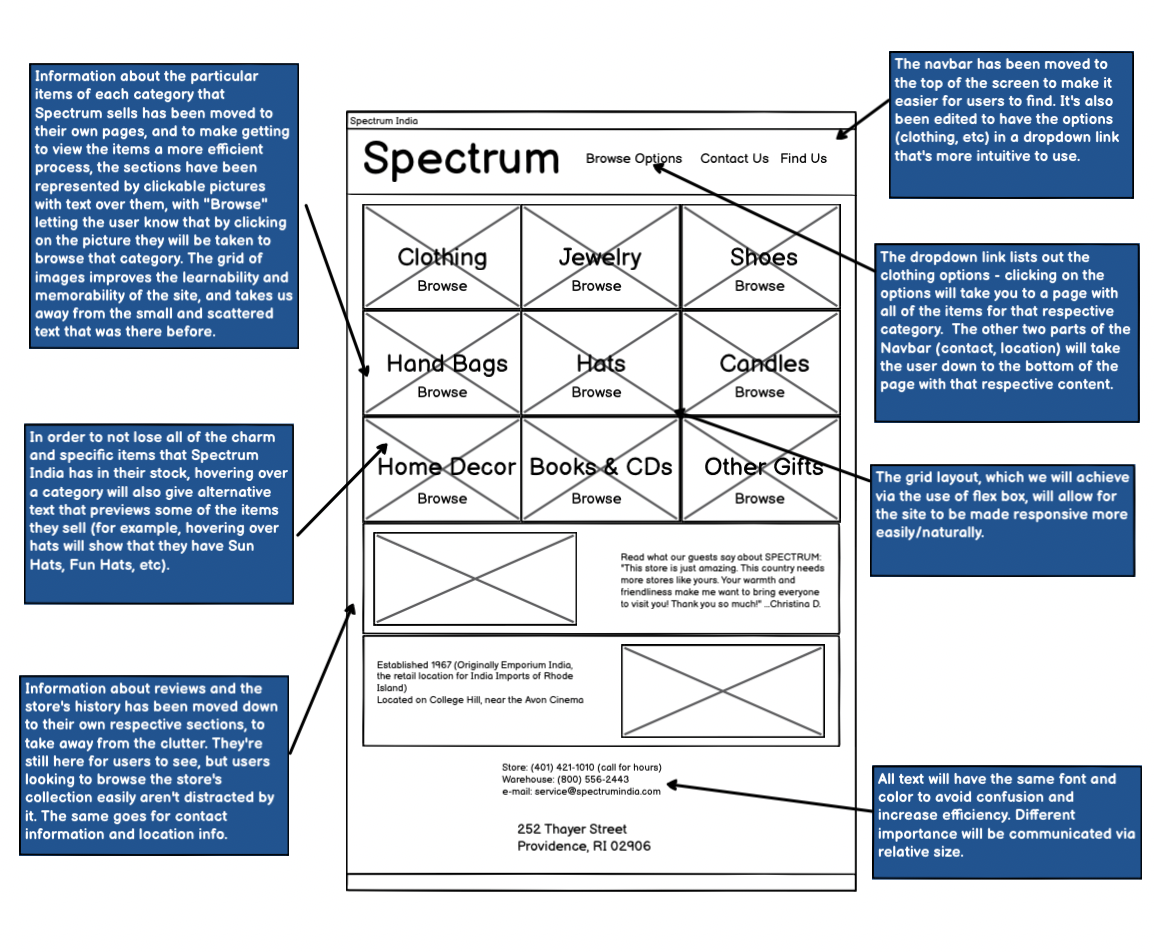 Information about the particular
items of each category that
Spectrum sells has been moved to
their own pages, and to make getting
to view the items a more efficient
process, the sections have been
represented by clickable pictures
with text over them, with "Browse"
letting the user know that by clicking
on the picture they will be taken to
browse that category. The grid of
images improves the learnability and
memorability of the site, and takes us
away from the small and scattered
text that was there before.
In order to not lose all of the charm
and specific items that Spectrum
India has in their stock, hovering over
a category will also give alternative
text that previews some of the items
they sell (for example, hovering over
hats will show that they have Sun
Hats, Fun Hats, etc).
Information about reviews and the
store's history has been moved down
to their own respective sections, to
take away from the clutter. They're
still here for users to see, but users
looking to browse the store's
collection easily aren't distracted by
it. The same goes for contact
information and location info.
Spectrum India
Spectrum Browse Options Contact Us Find Us
Clothing Jewelry Shoes
Browse Browse Browse
Hand Bags Hats Candles
Browse Browse Browse
Home Decor Books & CDs Other Gifts
Browse Browse Browse
Read what our guests say about SPECTRUM:
"This store is just amazing. This country needs
more stores like yours. Your warmth and
friendliness make me want to bring everyone
to visit you! Thank you so much!" ...Christina D.
Established 1967 (Originally Emporium India,
the retail location for India Imports of Rhode
Island)
Located on College Hill, near the Avon Cinema
Store: (401) 421-1010 (call for hours)
Warehouse: (800) 556-2443
e-mail: service@spectrumindia.com
252 Thayer Street
Providence, RI 02906
The navbar has been moved to
the top of the screen to make it
easier for users to find. It's also
been edited to have the options
(clothing, etc) in a dropdown link
that's more intuitive to use.
The dropdown link lists out the
clothing options - clicking on the
options will take you to a page with
all of the items for that respective
category. The other two parts of the
Navbar (contact, location) will take
the user down to the bottom of the
page with that respective content.
The grid layout, which we will achieve
via the use of flex box, will allow for
the site to be made responsive more
easily/naturally.
All text will have the same font and
color to avoid confusion and
increase efficiency. Different
importance will be communicated via
relative size.